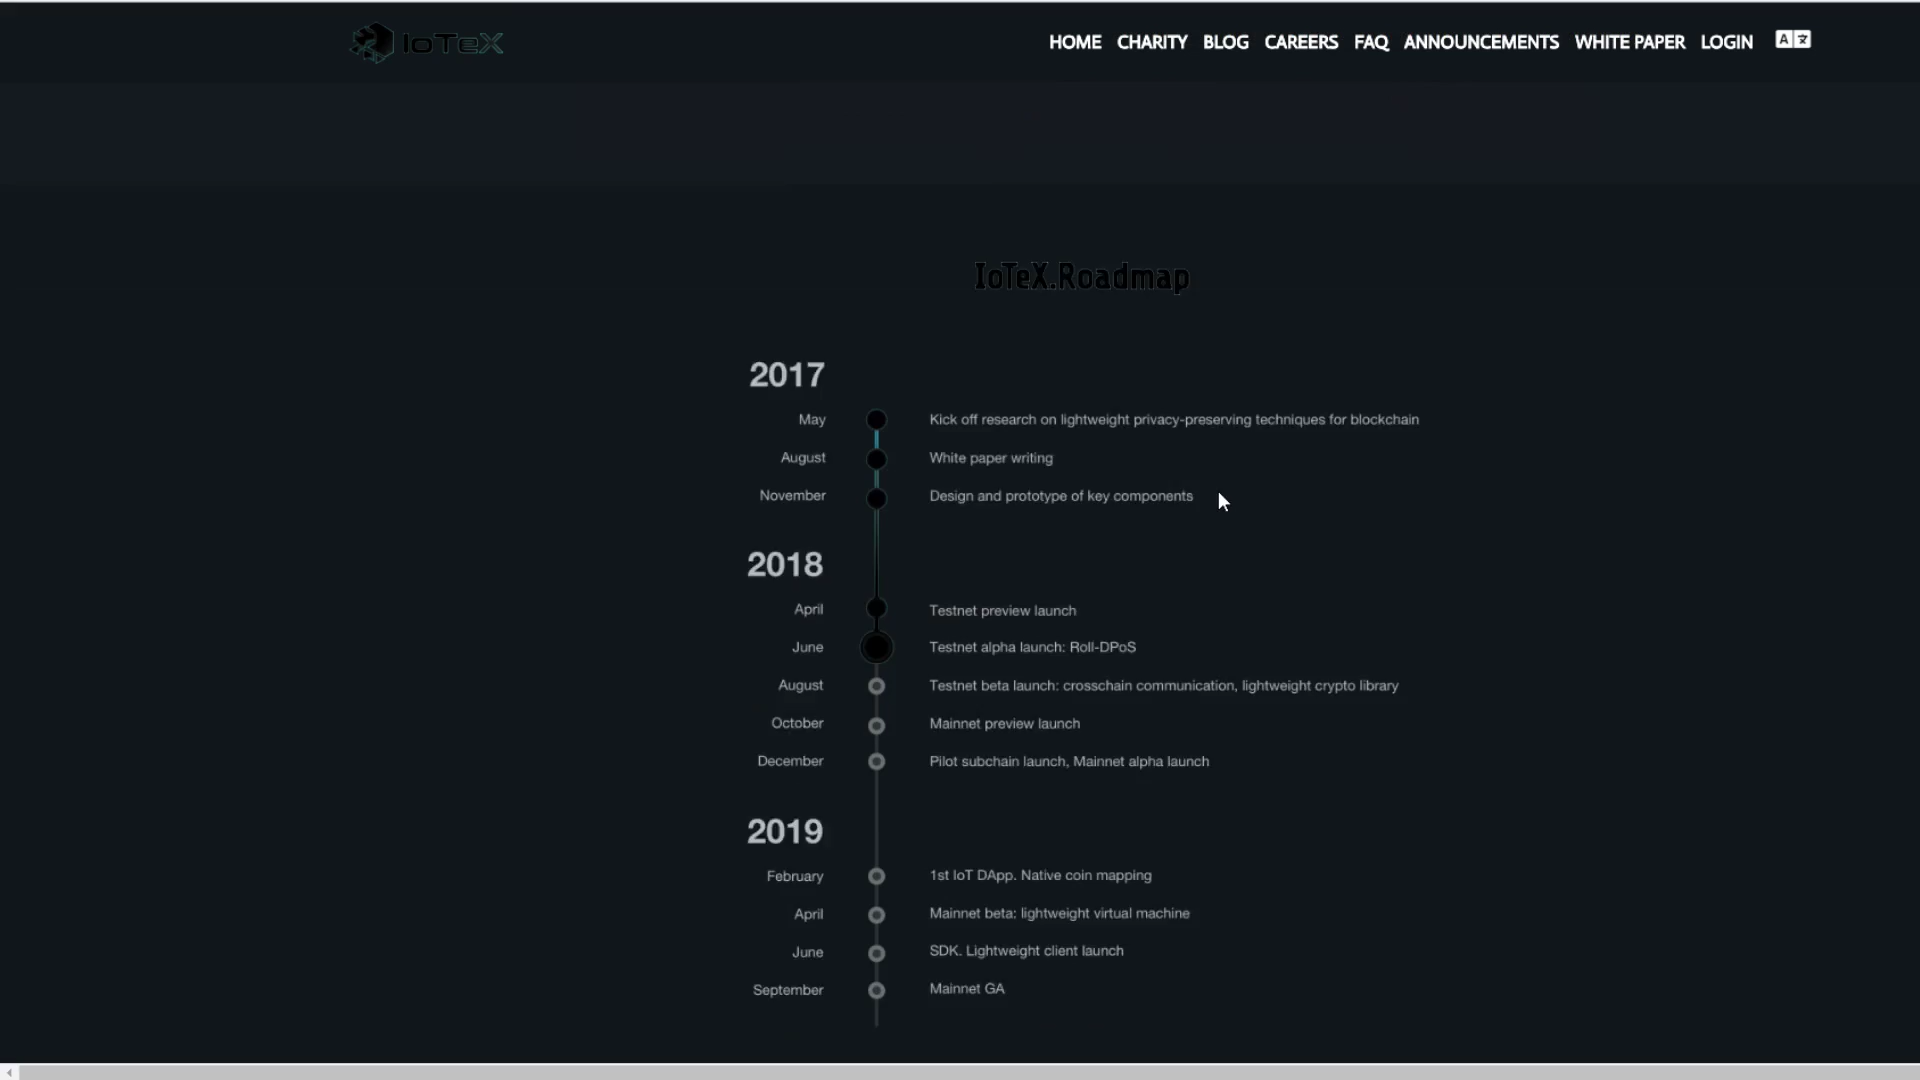 IoTeX
HOME CHARITY BLOG CAREERS FAQ ANNOUNCEMENTS WHITE PAPER LOGIN A文
IoTeX.Roadmap
2017
May Kick off research on lightweight privacy-preserving techniques for blockchain
August White paper writing
November Design and prototype of key components
2018
April Testnet preview launch
June Testnet alpha launch: Roll-DPoS
August Testnet beta launch: crosschain communication, lightweight crypto library
October Mainnet preview launch
December Pilot subchain launch, Mainnet alpha launch
2019
February 1st IoT DApp. Native coin mapping
April Mainnet beta: lightweight virtual machine
June SDK. Lightweight client launch
September Mainnet GA